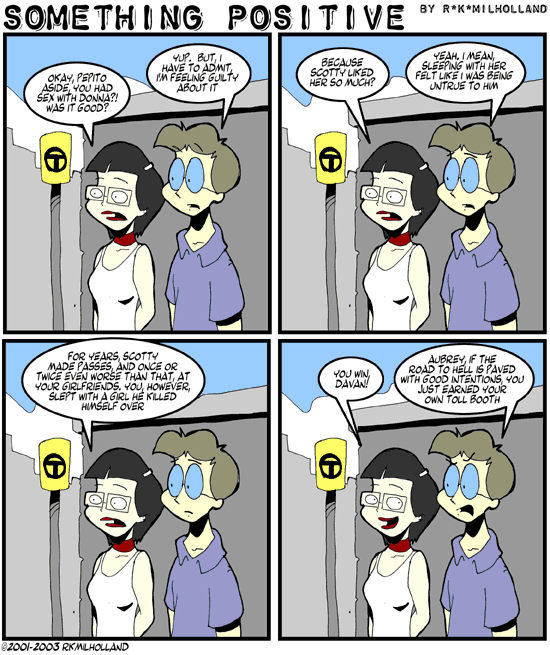 SOMETHING POSITIVE BY R*K*MILHOLLAND
OKAY, PEPITO
ASIDE, YOU HAD
SEX WITH DONNA?!
WAS IT GOOD?
YUP. BUT, I
HAVE TO ADMIT,
I'M FEELING GUILTY
ABOUT IT
T
BECAUSE
SCOTTY LIKED
HER SO MUCH?
YEAH. I MEAN,
SLEEPING WITH HER
FELT LIKE I WAS BEING
UNTRUE TO HIM
T
FOR YEARS, SCOTTY
MADE PASSES, AND ONCE OR
TWICE EVEN WORSE THAN THAT, AT
YOUR GIRLFRIENDS. YOU, HOWEVER,
SLEPT WITH A GIRL HE KILLED
HIMSELF OVER
T
YOU WIN,
DAVAN!
AUBREY, IF THE
ROAD TO HELL IS PAVED
WITH GOOD INTENTIONS, YOU
JUST EARNED YOUR
OWN TOLL BOOTH
T
©2001-2003 RKMILHOLLAND